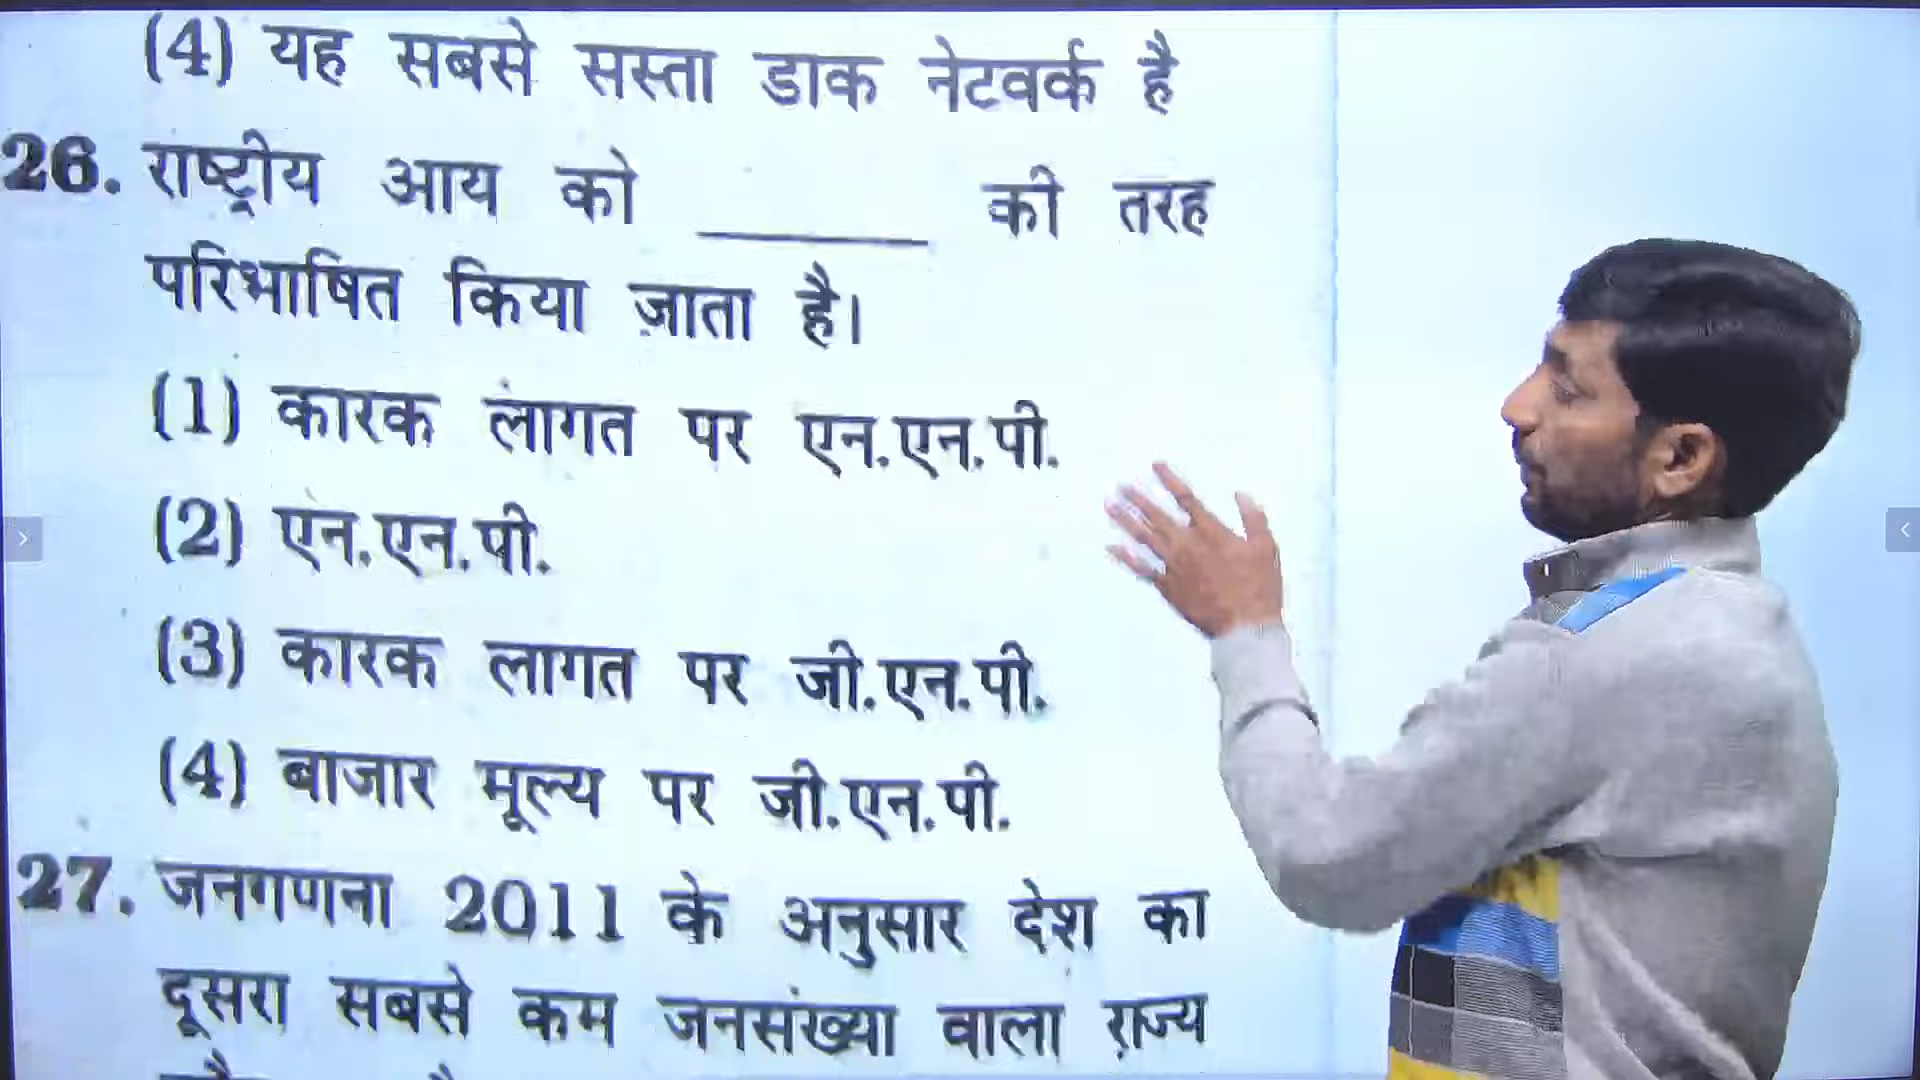 (4) यह सबसे सस्ता डाक नेटवर्क है
26. राष्ट्रीय आय को ______ की तरह
परिभाषित किया जाता है।
(1) कारक लागत पर एन.एन.पी.
(2) एन.एन.पी.
(3) कारक लागत पर जी.एन.पी.
(4) बाजार मूल्य पर जी.एन.पी.
27. जनगणना 2011 के अनुसार देश का
दूसरा सबसे कम जनसंख्या वाला राज्य